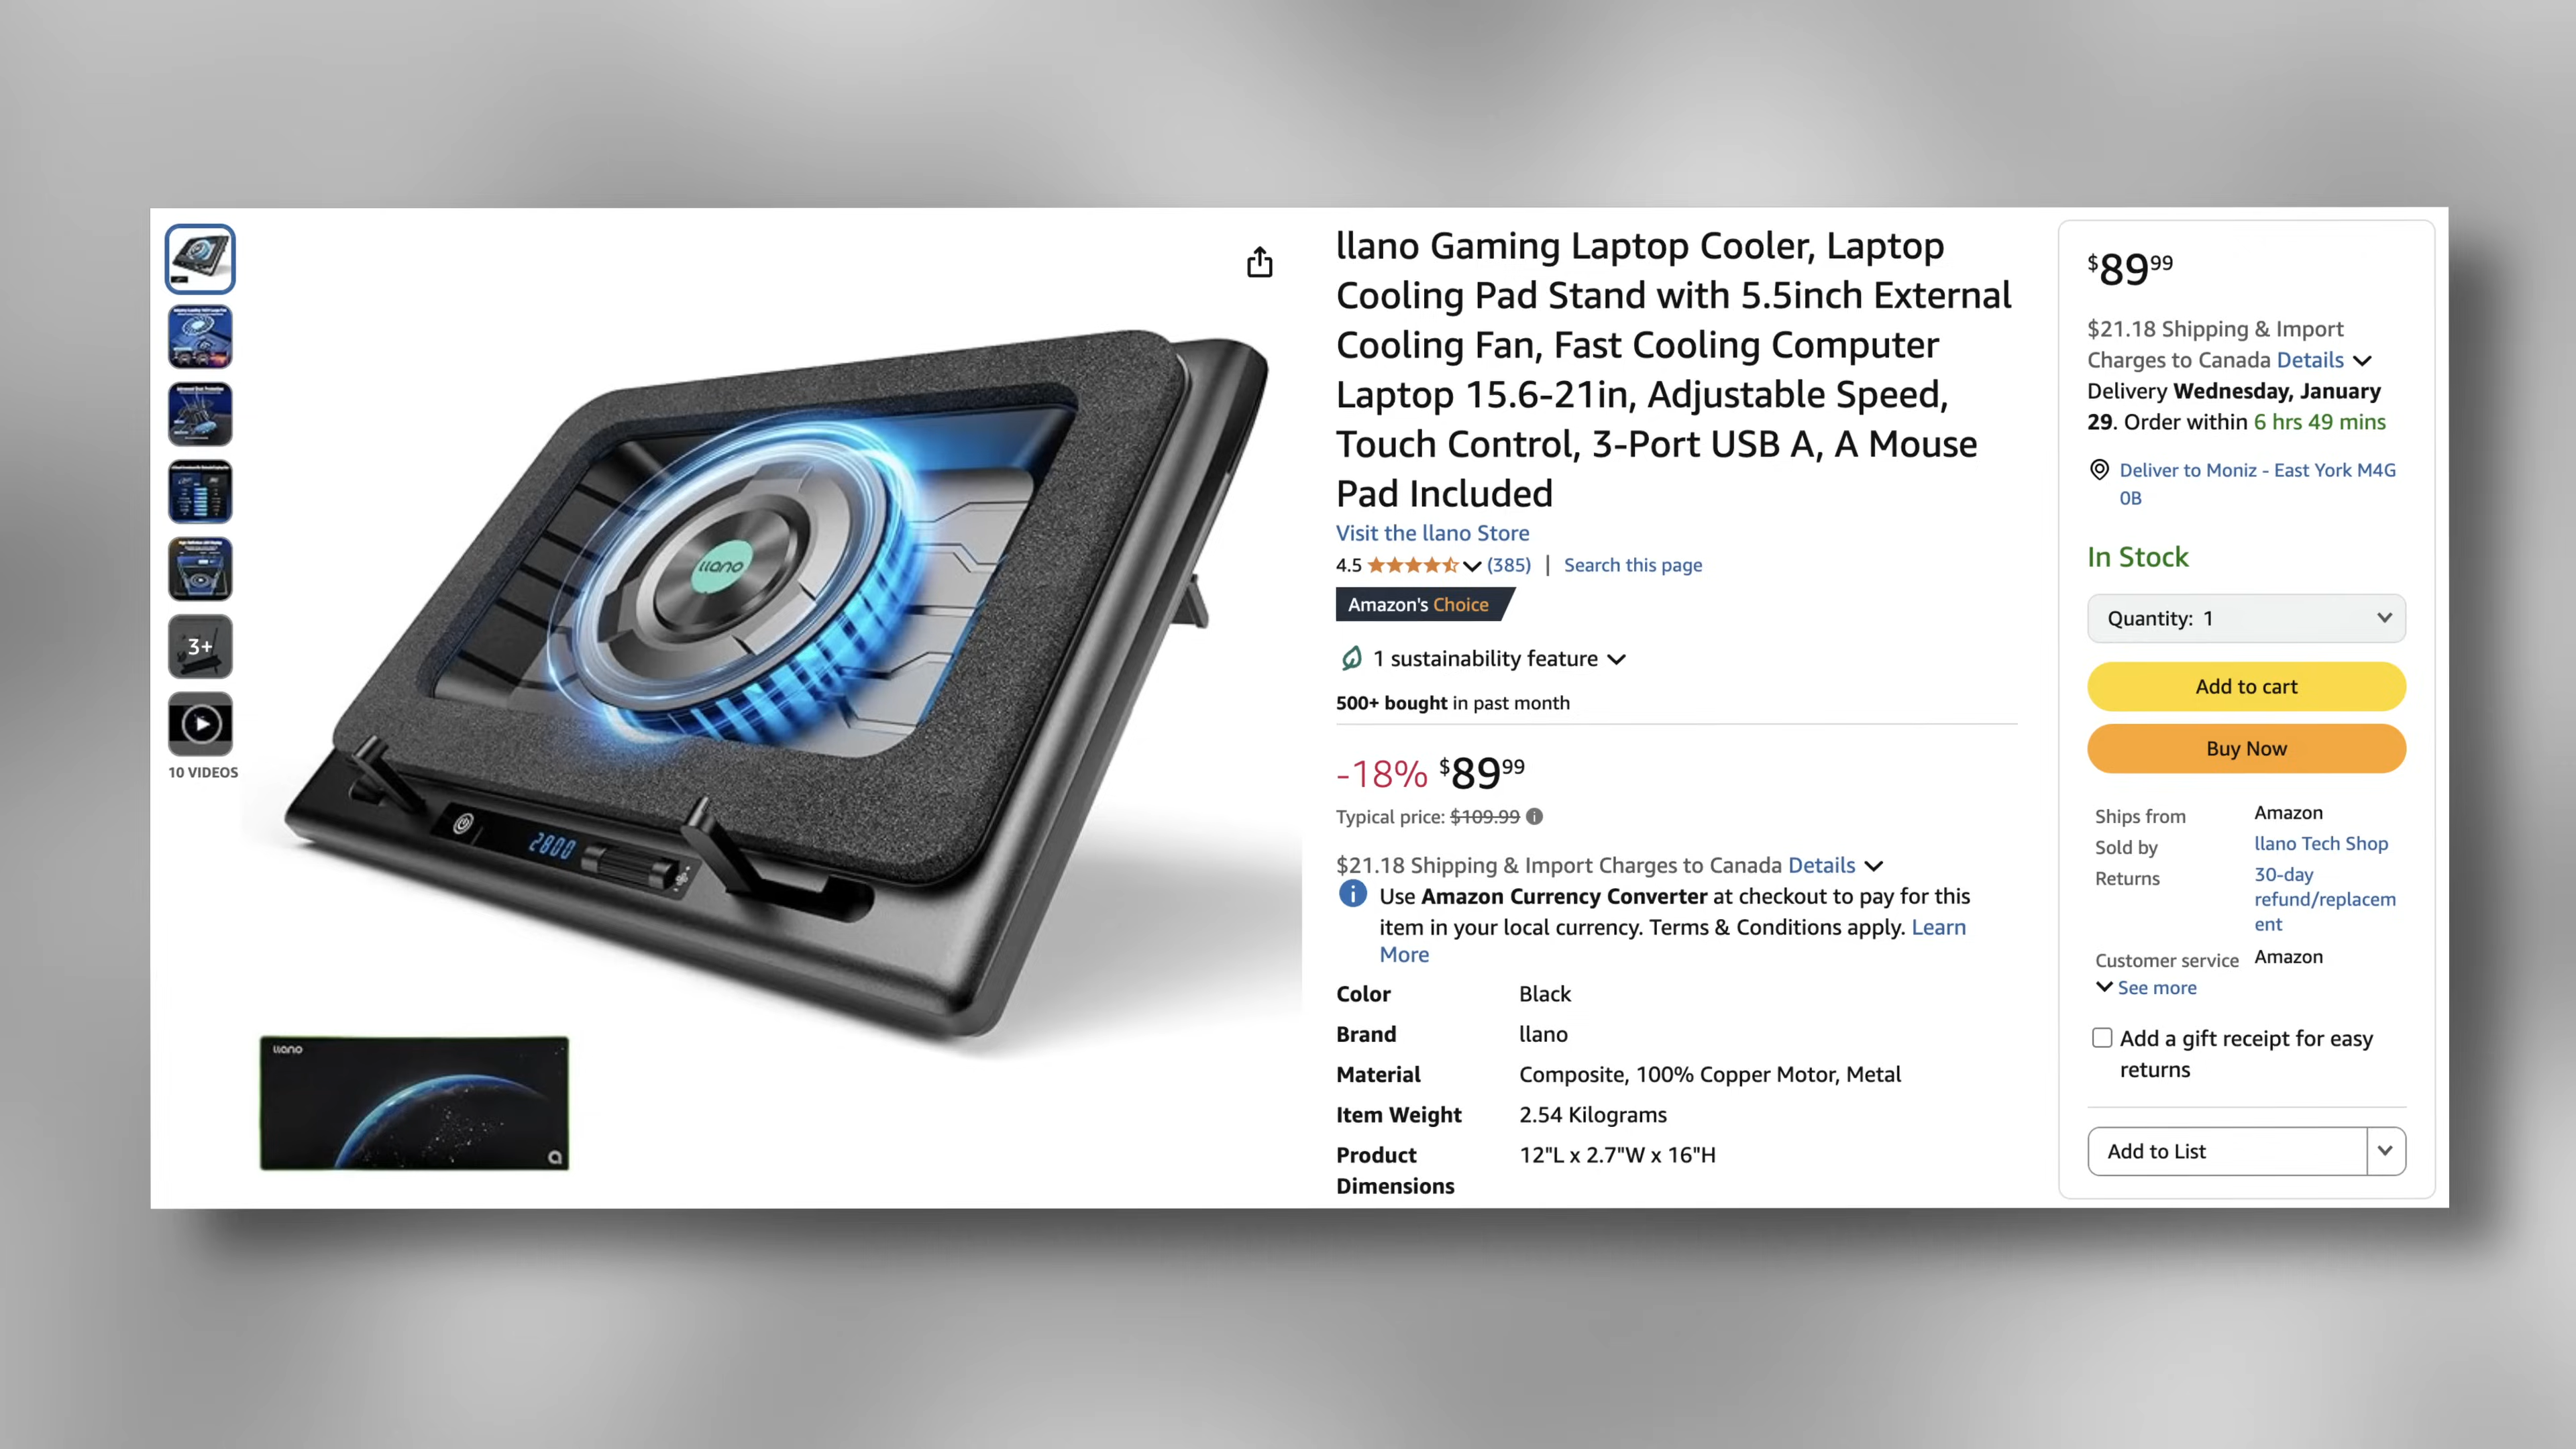 llano Gaming Laptop Cooler, Laptop
Cooling Pad Stand with 5.5inch External
Cooling Fan, Fast Cooling Computer
Laptop 15.6-21in, Adjustable Speed,
Touch Control, 3-Port USB A, A Mouse
Pad Included
Visit the llano Store
4.5 (385) | Search this page
Amazon's Choice
1 sustainability feature
500+ bought in past month
-18% $89.99
Typical price: $109.99
$21.18 Shipping & Import Charges to Canada Details
Use Amazon Currency Converter at checkout to pay for this
item in your local currency. Terms & Conditions apply. Learn
More
Color Black
Brand llano
Material Composite, 100% Copper Motor, Metal
Item Weight 2.54 Kilograms
Product 12"L x 2.7"W x 16"H
Dimensions
3+
10 VIDEOS
llano
2800
llano
$89.99
$21.18 Shipping & Import
Charges to Canada Details
Delivery Wednesday, January
29. Order within 6 hrs 49 mins
Deliver to Moniz - East York M4G
0B
In Stock
Quantity: 1
Add to cart
Buy Now
Ships from Amazon
Sold by llano Tech Shop
Returns 30-day
refund/replacem
ent
Customer service Amazon
See more
Add a gift receipt for easy
returns
Add to List